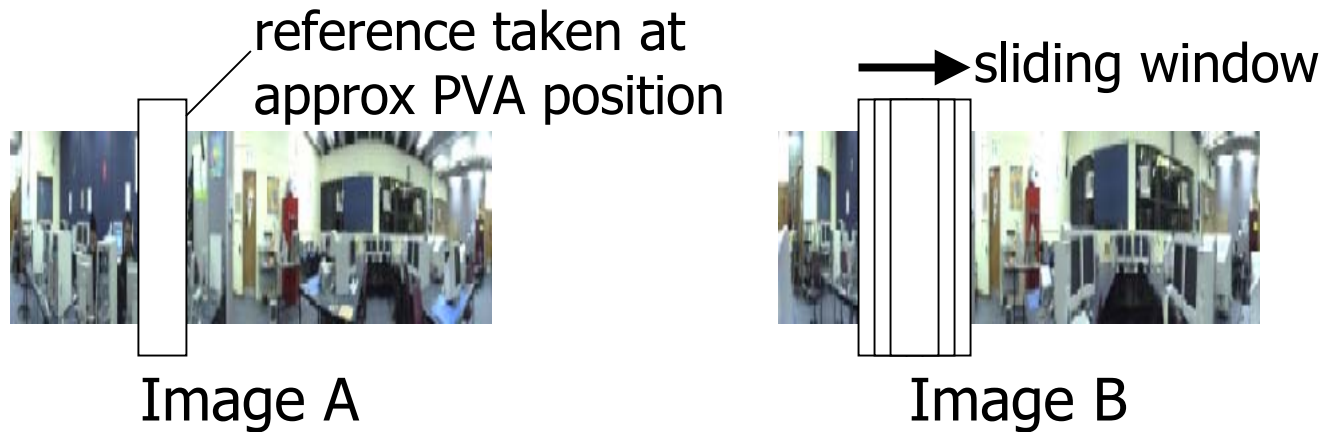 reference taken at
approx PVA position
sliding window
Image A
Image B